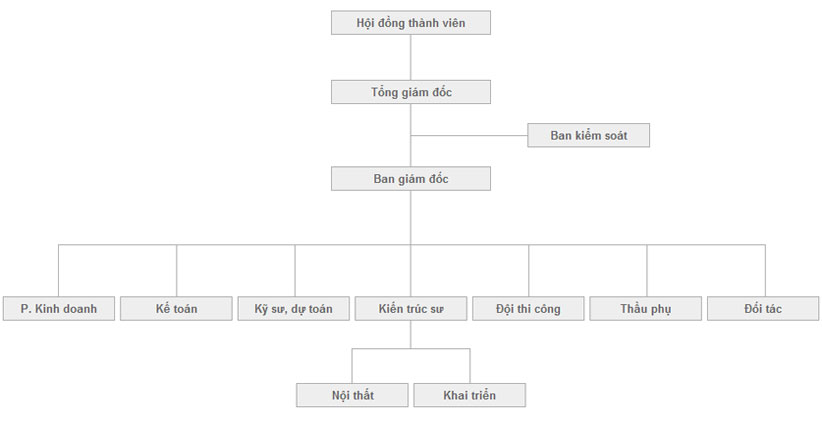 Hội đồng thành viên
Tổng giám đốc
Ban kiểm soát
Ban giám đốc
P. Kinh doanh
Kế toán
Kỹ sư, dự toán
Kiến trúc sư
Đội thi công
Thầu phụ
Đối tác
Nội thất
Khai triển